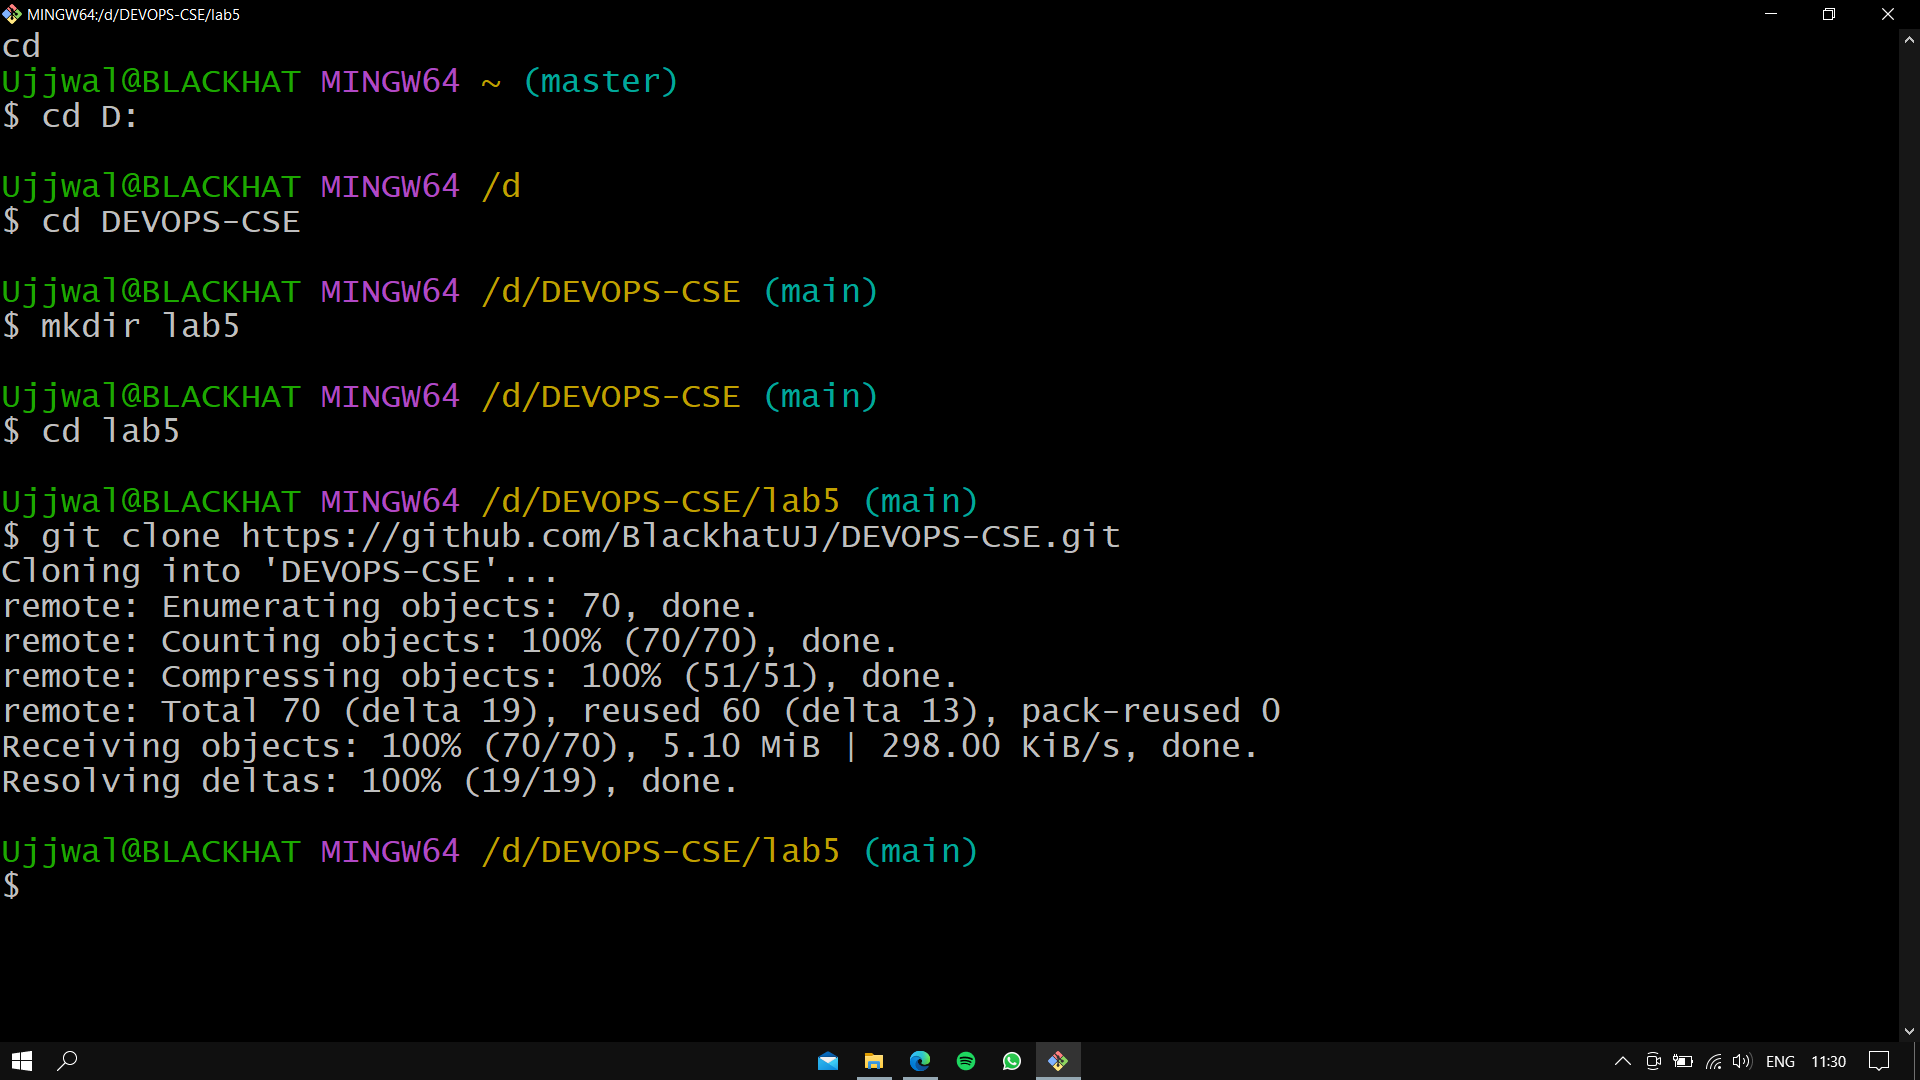 MINGW64:/d/DEVOPS-CSE/lab5
cd
Ujjwal@BLACKHAT MINGW64 ~ (master)
$ cd D:
Ujjwal@BLACKHAT MINGW64 /d
$ cd DEVOPS-CSE
Ujjwal@BLACKHAT MINGW64 /d/DEVOPS-CSE (main)
$ mkdir lab5
Ujjwal@BLACKHAT MINGW64 /d/DEVOPS-CSE (main)
$ cd lab5
Ujjwal@BLACKHAT MINGW64 /d/DEVOPS-CSE/lab5 (main)
$ git clone https://github.com/BlackhatUJ/DEVOPS-CSE.git
Cloning into 'DEVOPS-CSE'...
remote: Enumerating objects: 70, done.
remote: Counting objects: 100% (70/70), done.
remote: Compressing objects: 100% (51/51), done.
remote: Total 70 (delta 19), reused 60 (delta 13), pack-reused 0
Receiving objects: 100% (70/70), 5.10 MiB | 298.00 KiB/s, done.
Resolving deltas: 100% (19/19), done.
Ujjwal@BLACKHAT MINGW64 /d/DEVOPS-CSE/lab5 (main)
$
ENG 11:30